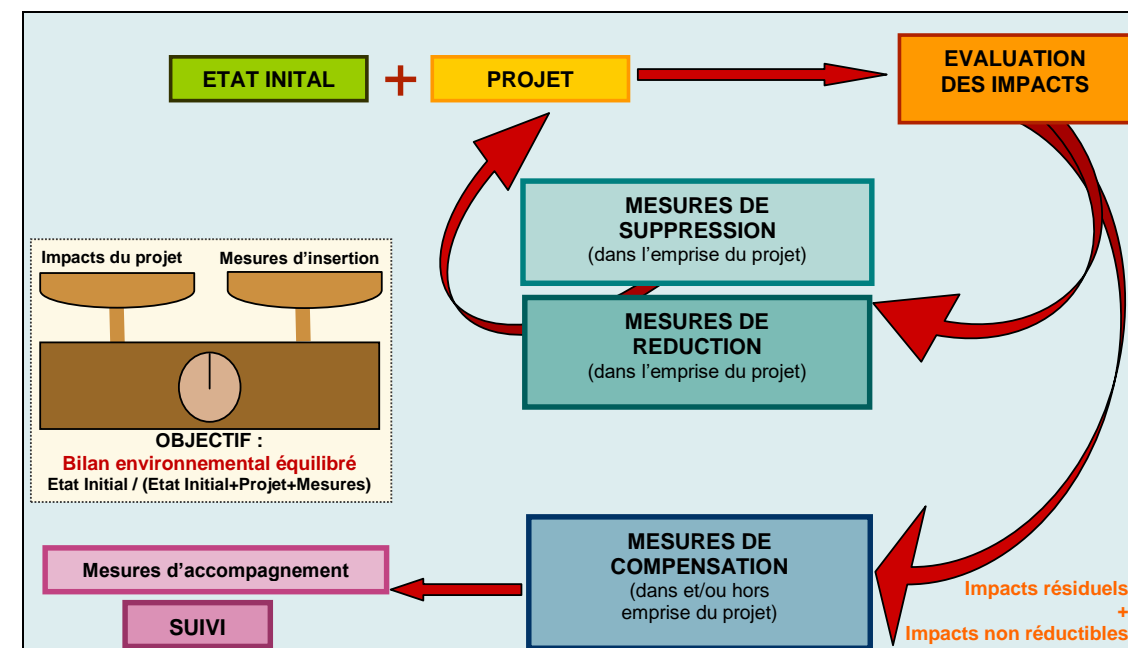 ETAT INITAL
+
PROJET
EVALUATION
DES IMPACTS
MESURES DE
SUPPRESSION
(dans l’emprise du projet)
MESURES DE
REDUCTION
(dans l’emprise du projet)
Impacts du projet
Mesures d’insertion
OBJECTIF :
Bilan environnemental équilibré
Etat Initial / (Etat Initial+Projet+Mesures)
MESURES DE
COMPENSATION
(dans et/ou hors
emprise du projet)
Impacts résiduels
+
Impacts non réductibles
Mesures d’accompagnement
SUIVI